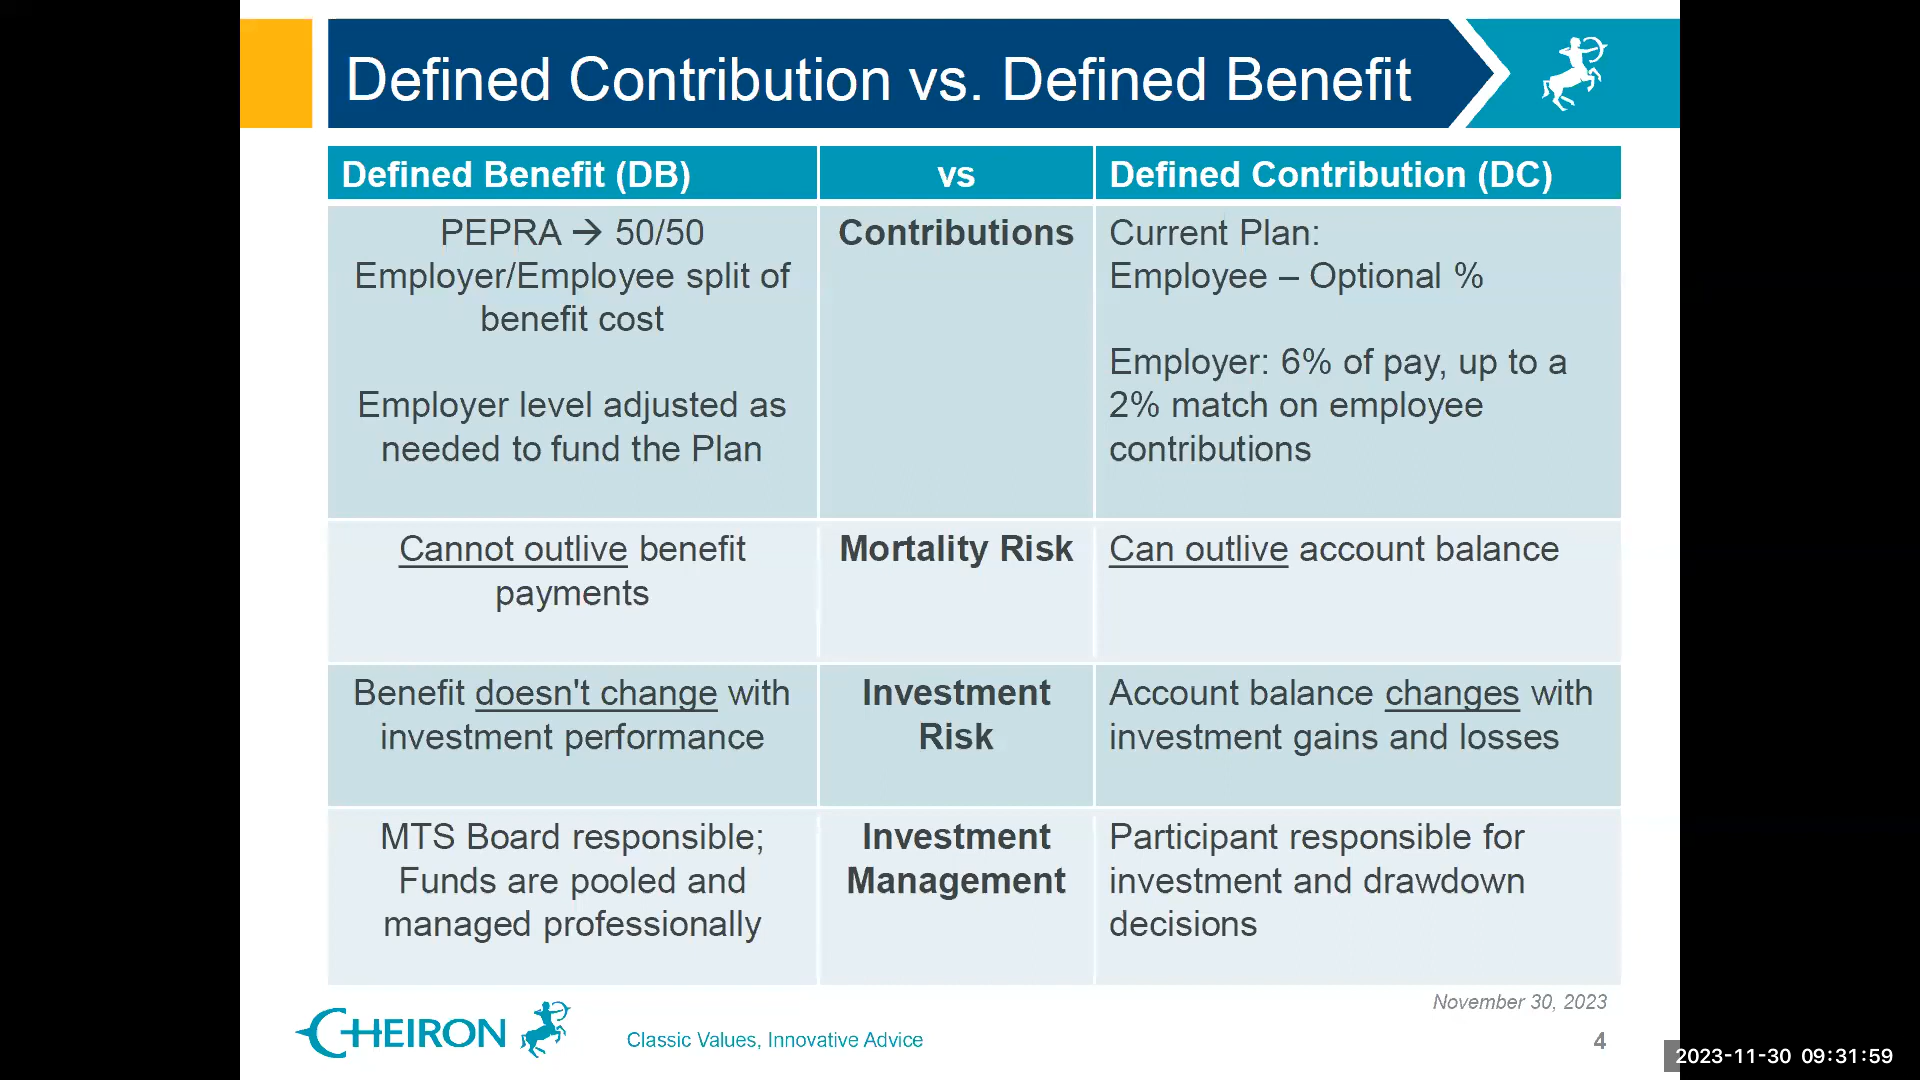 Defined Contribution vs. Defined Benefit
Defined Benefit (DB)
vs
Defined Contribution (DC)
PEPRA → 50/50
Employer/Employee split of
benefit cost
Employer level adjusted as
needed to fund the Plan
Contributions
Current Plan:
Employee – Optional %
Employer: 6% of pay, up to a
2% match on employee
contributions
Cannot outlive benefit
payments
Mortality Risk
Can outlive account balance
Benefit doesn't change with
investment performance
Investment
Risk
Account balance changes with
investment gains and losses
MTS Board responsible;
Funds are pooled and
managed professionally
Investment
Management
Participant responsible for
investment and drawdown
decisions
November 30, 2023
CHEIRON
Classic Values, Innovative Advice
4
2023-11-30 09:31:59